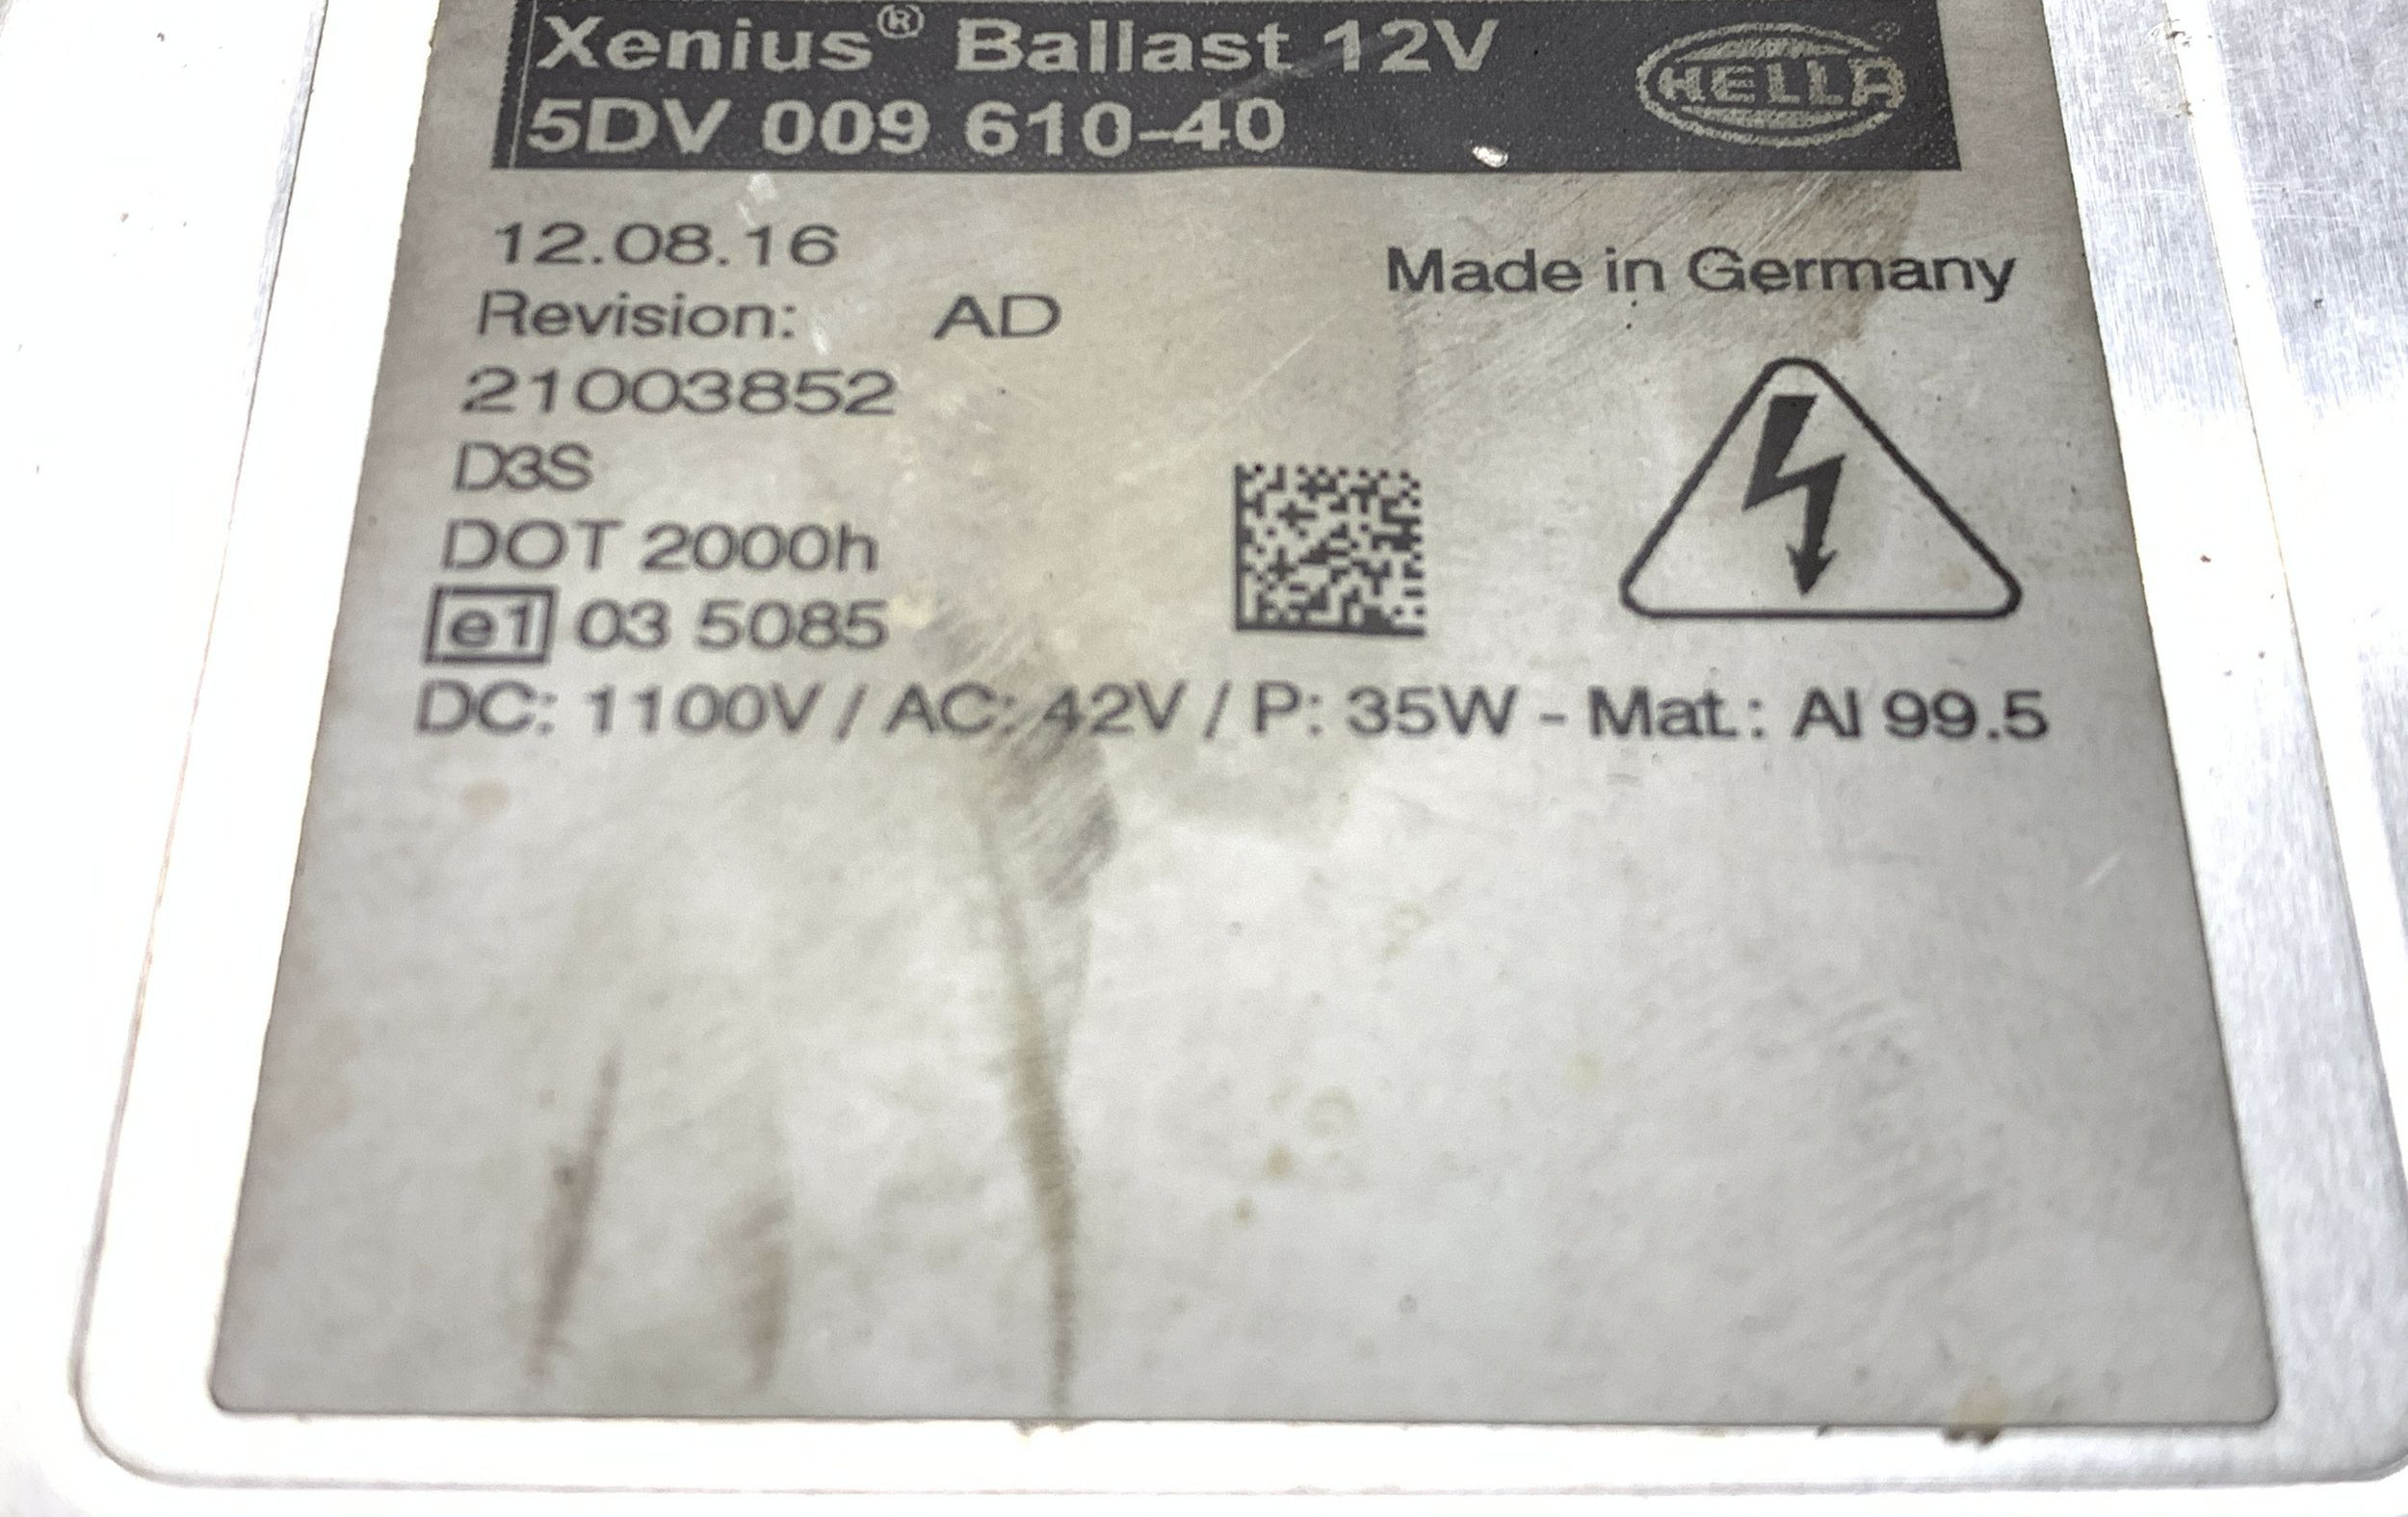 Xenius® Ballast 12V
5DV 009 610-40
HELLA®
12.08.16
Made in Germany
Revision: AD
21003852
D3S
DOT 2000h
e1 03 5085
DC: 1100V / AC: 42V / P: 35W - Mat.: Al 99.5